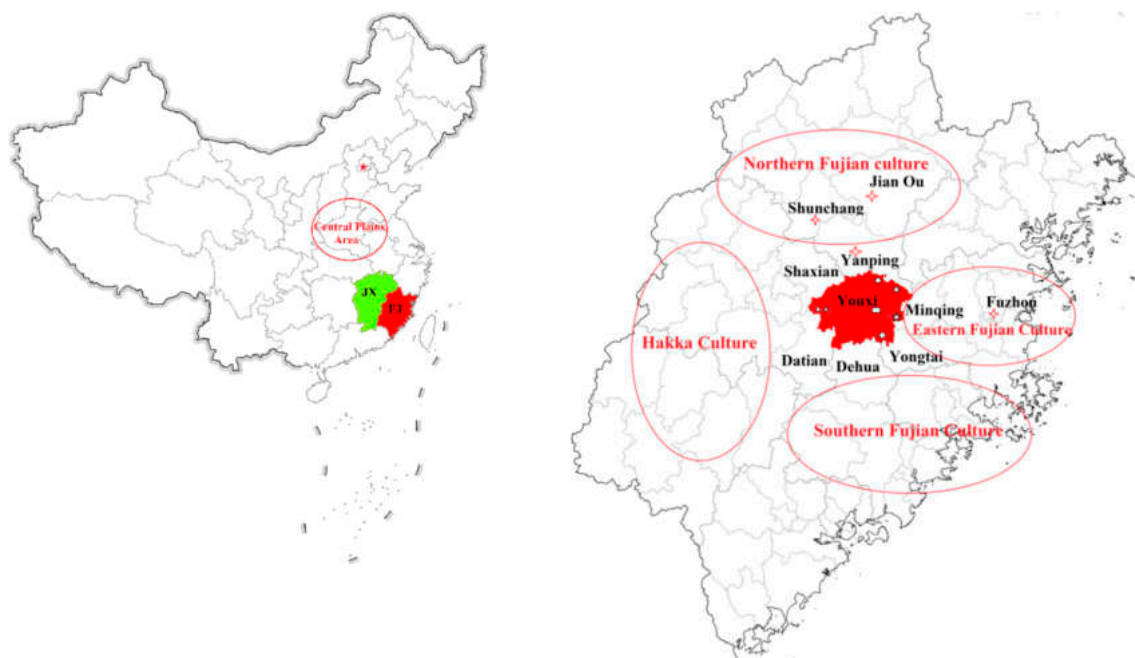 Central Plains
Area
JX
FJ
Northern Fujian culture
Jian Ou
Shunchang
Yanping
Shaxian
Youxi
Minqing
Fuzhou
Eastern Fujian Culture
Hakka Culture
Datian
Dehua
Yongtai
Southern Fujian Culture